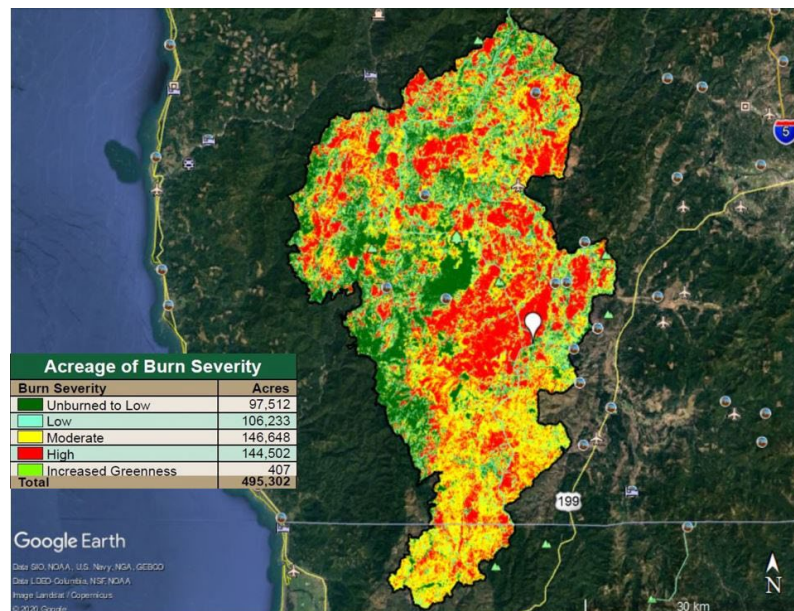 5
Acreage of Burn Severity
Burn Severity Acres
Unburned to Low 97,512
Low 106,233
Moderate 146,648
High 144,502
Increased Greenness 407
Total 495,302
199
Google Earth
Data SIO, NOAA, U.S. Navy, NGA, GEBCO
Data LDEO-Columbia, NSF, NOAA
Image Landsat / Copernicus
© 2020 Google
N
30 km